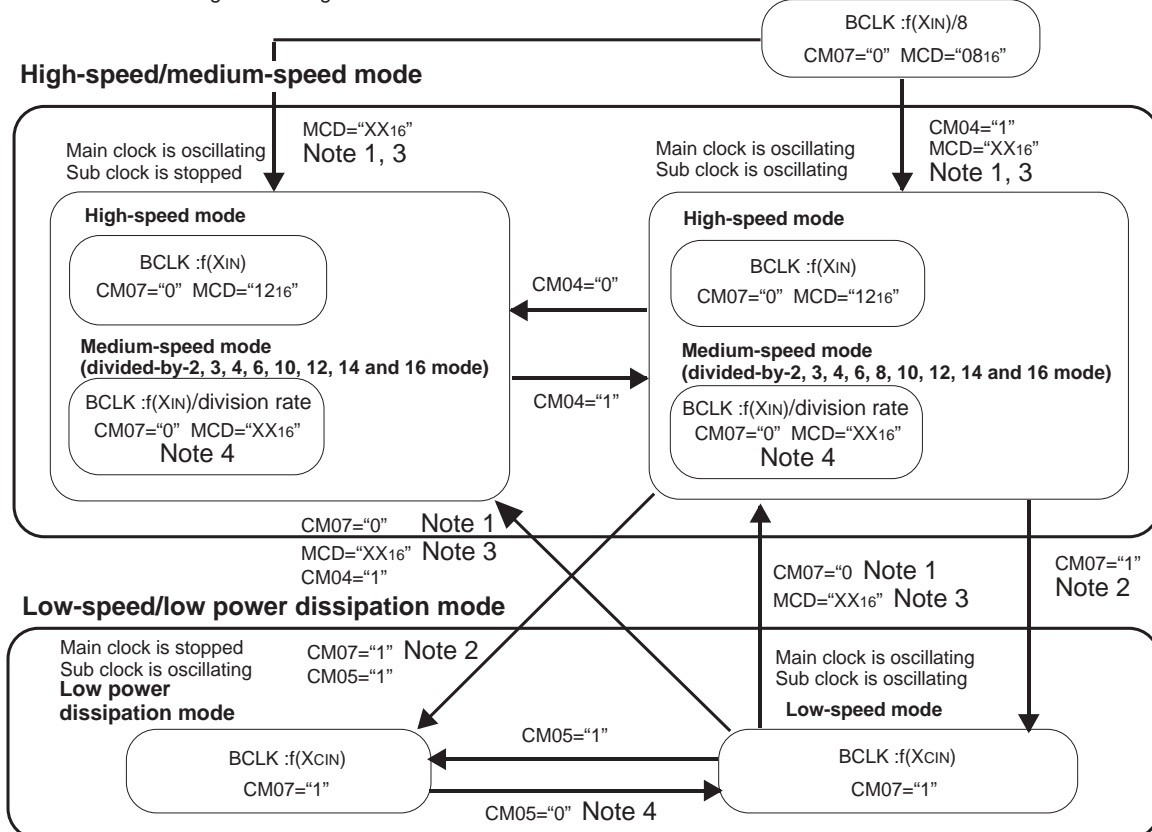 BCLK :f(XIN)/8
CM07=“0” MCD=“0816”
High-speed/medium-speed mode
MCD=“XX16”
Note 1, 3
Main clock is oscillating
Sub clock is stopped
CM04=“1”
MCD=“XX16”
Note 1, 3
Main clock is oscillating
Sub clock is oscillating
High-speed mode
BCLK :f(XIN)
CM07=“0” MCD=“1216”
Medium-speed mode
(divided-by-2, 3, 4, 6, 10, 12, 14 and 16 mode)
BCLK :f(XIN)/division rate
CM07=“0” MCD=“XX16”
Note 4
CM04=“0”
CM04=“1”
High-speed mode
BCLK :f(XIN)
CM07=“0” MCD=“1216”
Medium-speed mode
(divided-by-2, 3, 4, 6, 8, 10, 12, 14 and 16 mode)
BCLK :f(XIN)/division rate
CM07=“0” MCD=“XX16”
Note 4
CM07=“0” Note 1
MCD=“XX16” Note 3
CM04=“1”
CM07=“0 Note 1
MCD=“XX16” Note 3
CM07=“1”
Note 2
Low-speed/low power dissipation mode
Main clock is stopped
Sub clock is oscillating
Low power
dissipation mode
CM07=“1” Note 2
CM05=“1”
Main clock is oscillating
Sub clock is oscillating
Low-speed mode
BCLK :f(XCIN)
CM07=“1”
CM05=“1”
CM05=“0” Note 4
BCLK :f(XCIN)
CM07=“1”